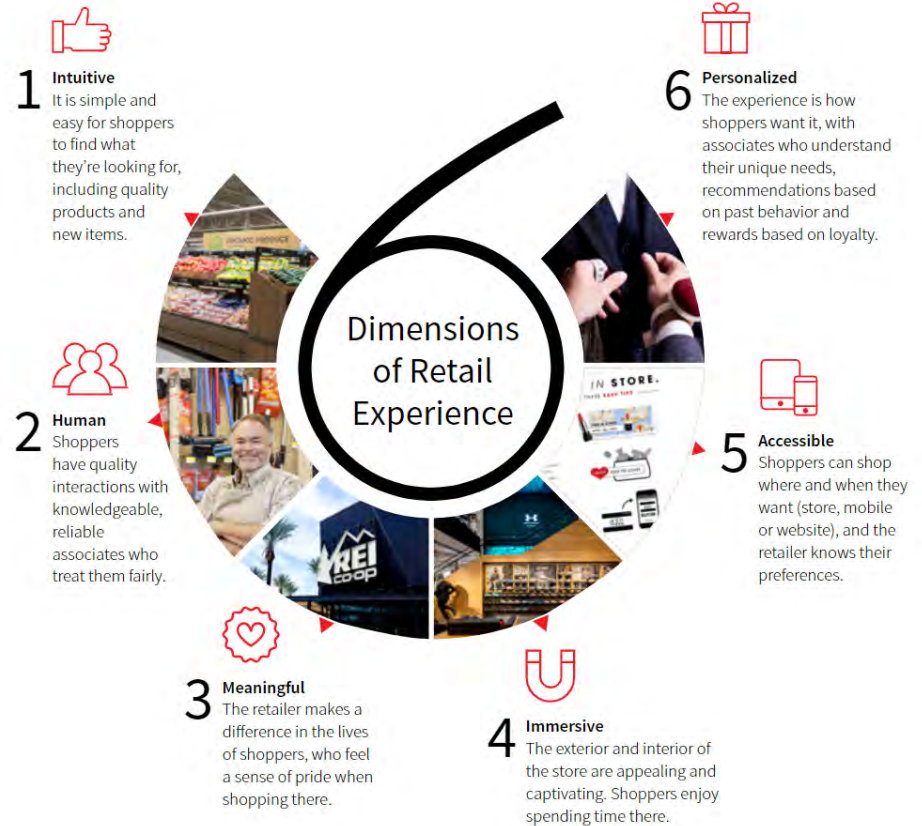 1
Intuitive
It is simple and
easy for shoppers
to find what
they're looking for,
including quality
products and
new items.
2
Human
Shoppers
have quality
interactions with
knowledgeable,
reliable
associates who
treat them fairly.
3
Meaningful
The retailer makes a
difference in the lives
of shoppers, who feel
a sense of pride when
shopping there.
4
Immersive
The exterior and interior of
the store are appealing and
captivating. Shoppers enjoy
spending time there.
5
Accessible
Shoppers can shop
where and when they
want (store, mobile
or website), and the
retailer knows their
preferences.
6
Personalized
The experience is how
shoppers want it, with
associates who understand
their unique needs,
recommendations based
on past behavior and
rewards based on loyalty.
6
Dimensions
of Retail
Experience
ORGANIC PRODUCE
REI
co-op
IN STORE.
THESE EASY TIPS